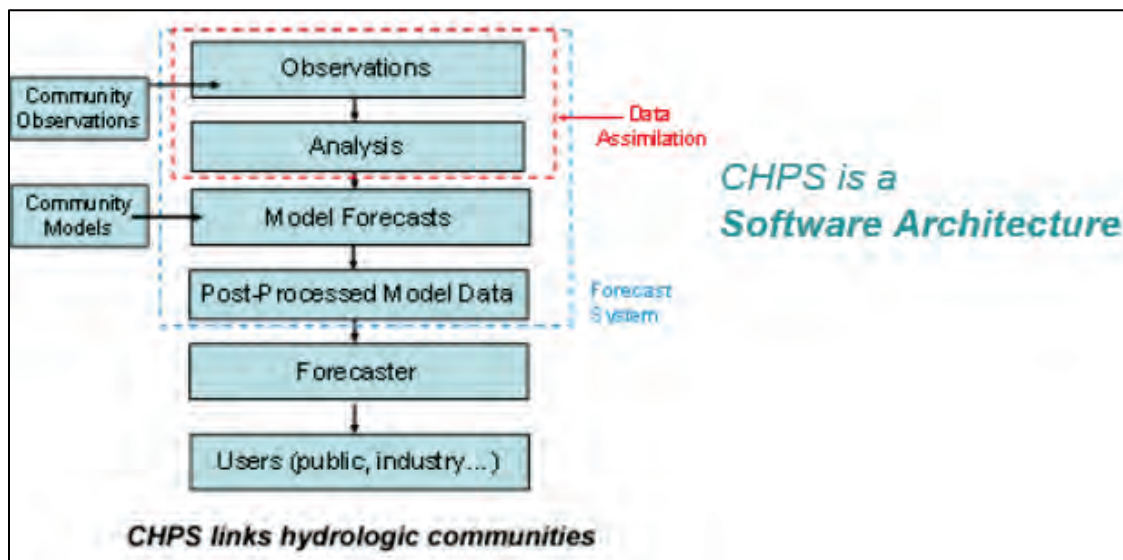 Observations
Community
Observations
Data
Assimilation
Analysis
CHPS is a
Software Architecture
Community
Models
Model Forecasts
Post-Processed Model Data
Forecast
System
Forecaster
Users (public, industry...)
CHPS links hydrologic communities